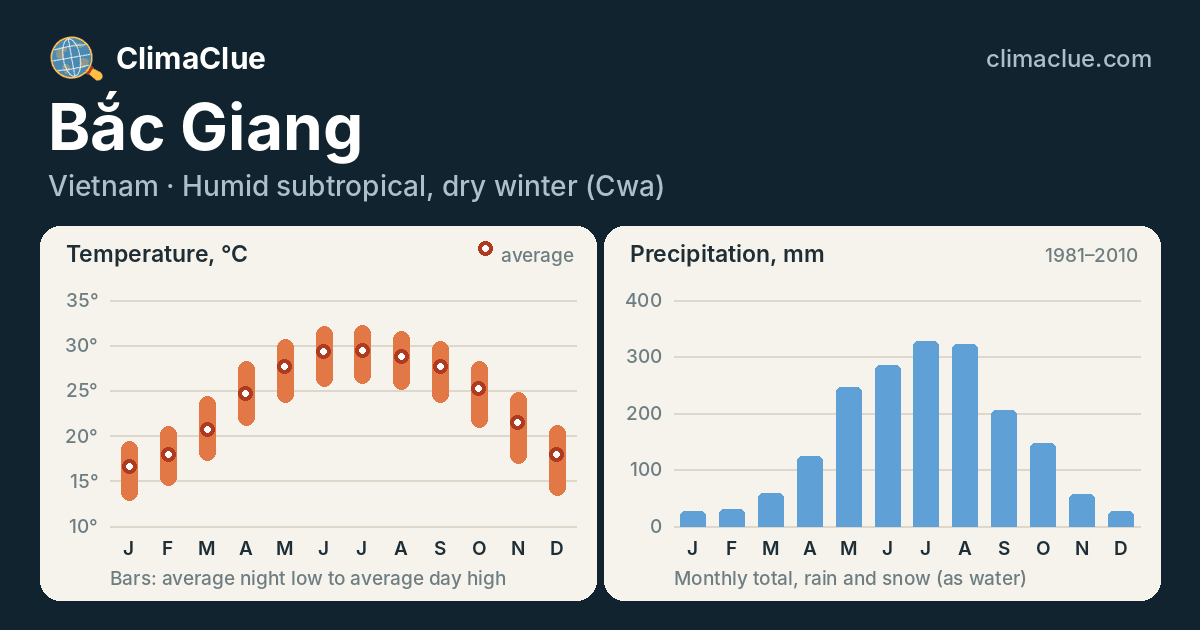 ClimaClue
climaclue.com
Bắc Giang
Vietnam · Humid subtropical, dry winter (Cwa)
Temperature, °C
average
35°
30°
25°
20°
15°
10°
J F M A M J J A S O N D
Bars: average night low to average day high
Precipitation, mm
1981–2010
400
300
200
100
0
J F M A M J J A S O N D
Monthly total, rain and snow (as water)